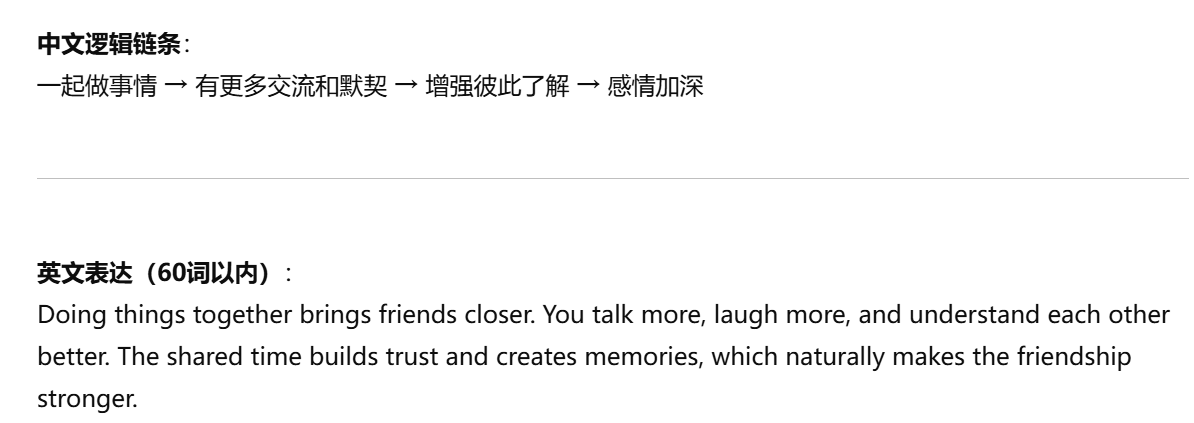 中文逻辑链条：
一起做事情 → 有更多交流和默契 → 增强彼此了解 → 感情加深
英文表达（60词以内）：
Doing things together brings friends closer. You talk more, laugh more, and understand each other
better. The shared time builds trust and creates memories, which naturally makes the friendship
stronger.